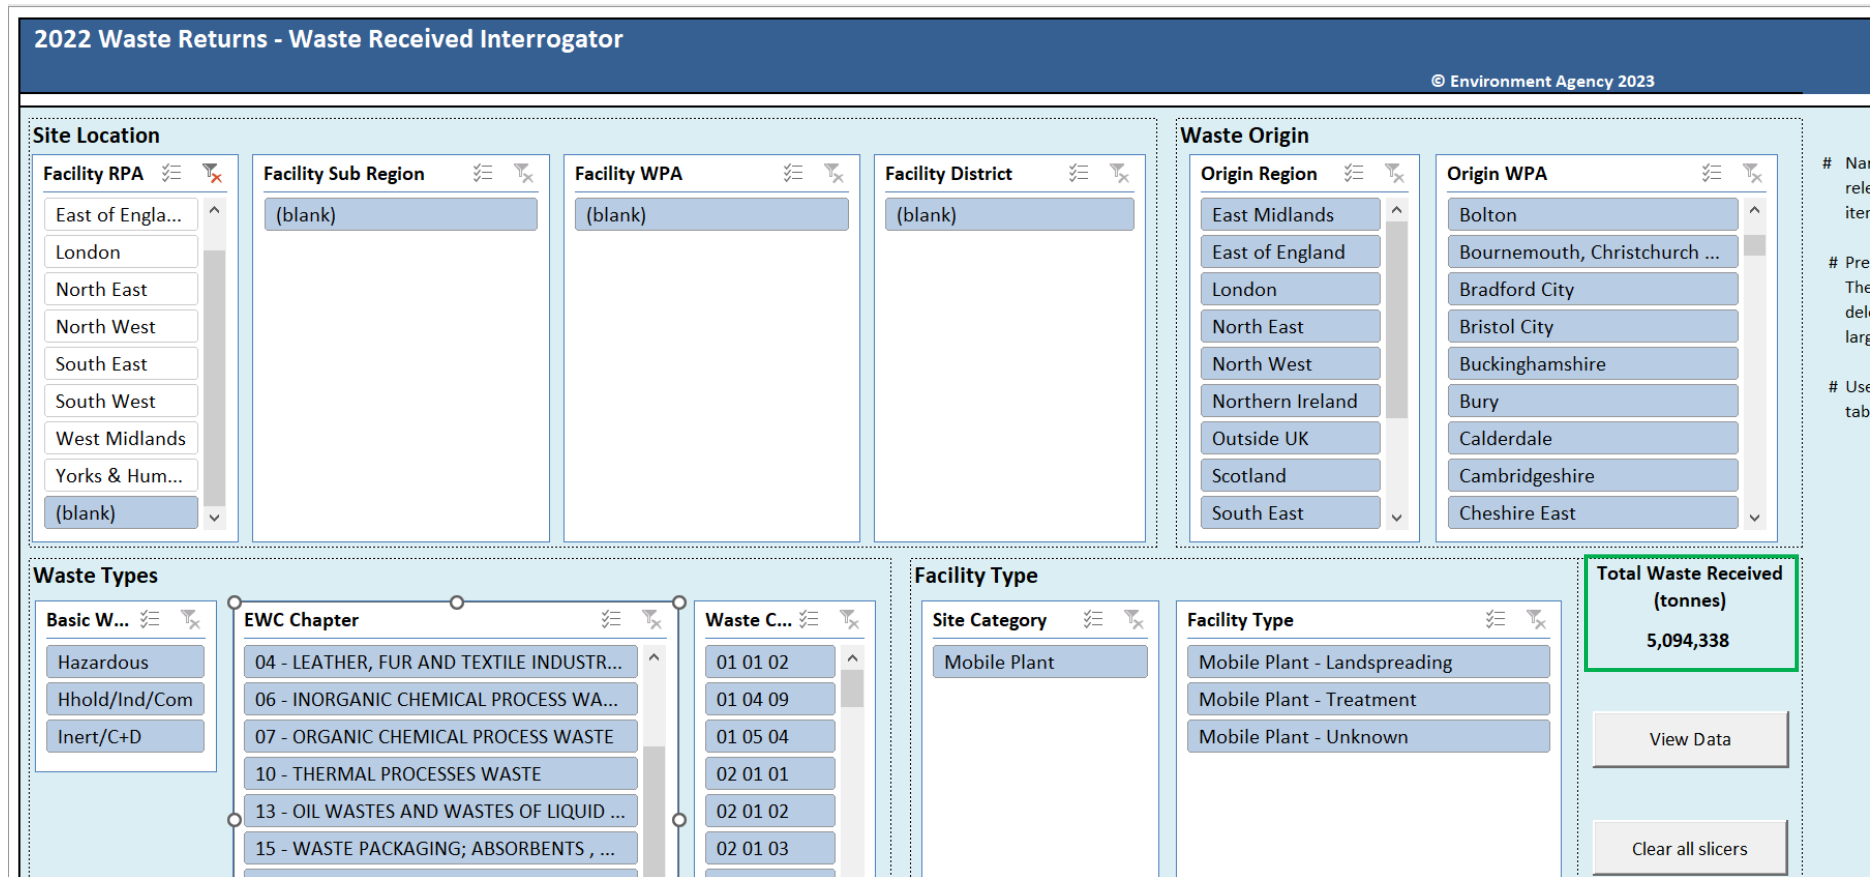 2022 Waste Returns - Waste Received Interrogator
© Environment Agency 2023
Site Location
Facility RPA
East of Engla...
London
North East
North West
South East
South West
West Midlands
Yorks & Hum...
(blank)
Facility Sub Region
(blank)
Facility WPA
(blank)
Facility District
(blank)
Waste Origin
Origin Region
East Midlands
East of England
London
North East
North West
Northern Ireland
Outside UK
Scotland
South East
Origin WPA
Bolton
Bournemouth, Christchurch ...
Bradford City
Bristol City
Buckinghamshire
Bury
Calderdale
Cambridgeshire
Cheshire East
#
#
#
Use
tab
Waste Types
Basic W...
Hazardous
Hhold/Ind/Com
Inert/C+D
EWC Chapter
04 - LEATHER, FUR AND TEXTILE INDUSTR...
06 - INORGANIC CHEMICAL PROCESS WA...
07 - ORGANIC CHEMICAL PROCESS WASTE
10 - THERMAL PROCESSES WASTE
13 - OIL WASTES AND WASTES OF LIQUID ...
15 - WASTE PACKAGING; ABSORBENTS , ...
Waste C...
01 01 02
01 04 09
01 05 04
02 01 01
02 01 02
02 01 03
Facility Type
Site Category
Mobile Plant
Facility Type
Mobile Plant - Landspreading
Mobile Plant - Treatment
Mobile Plant - Unknown
Total Waste Received
(tonnes)
5,094,338
View Data
Clear all slicers